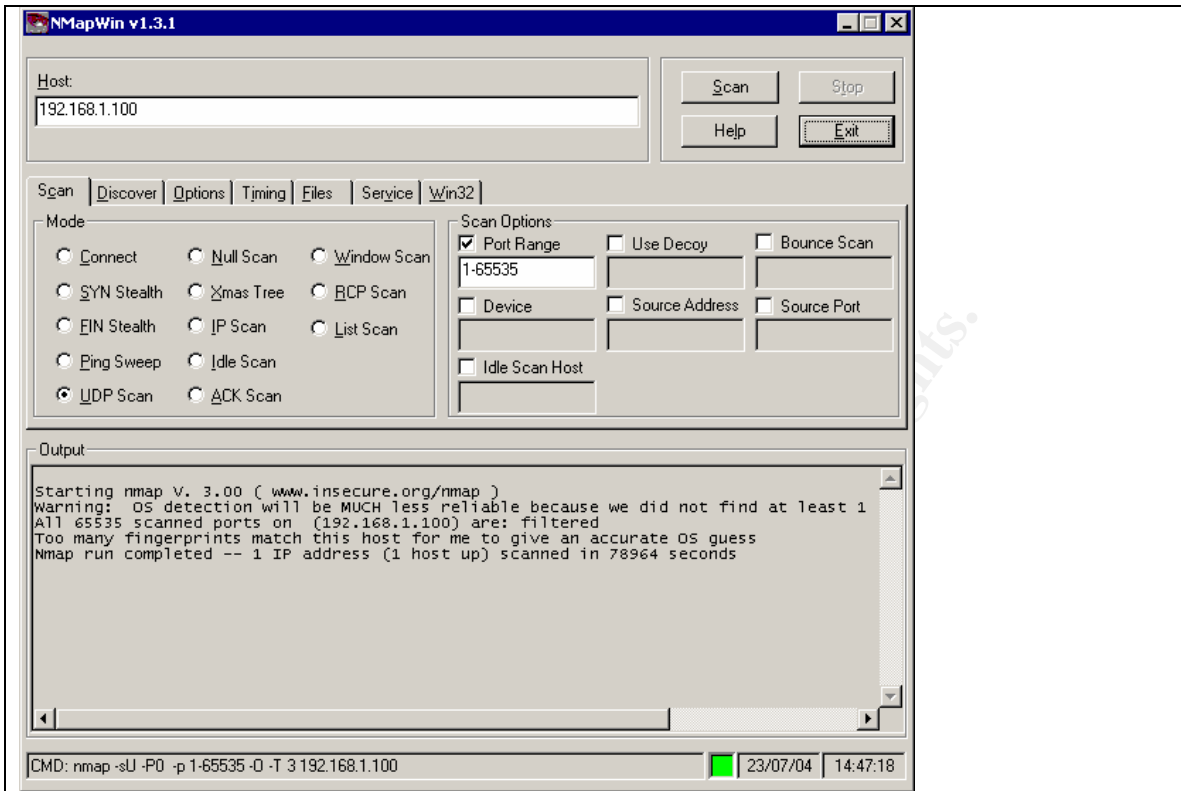 NMapWin v1.3.1
Host:
192.168.1.100
Scan
Stop
Help
Exit
Scan Discover Options Timing Files Service Win32
Mode
Connect Null Scan Window Scan
SYN Stealth Xmas Tree RCP Scan
FIN Stealth IP Scan List Scan
Ping Sweep Idle Scan
UDP Scan ACK Scan
Scan Options
Port Range Use Decoy Bounce Scan
1-65535
Device Source Address Source Port
Idle Scan Host
Output
Starting nmap V. 3.00 ( www.insecure.org/nmap )
Warning:  OS detection will be MUCH less reliable because we did not find at least 1
All 65535 scanned ports on  (192.168.1.100) are: filtered
Too many fingerprints match this host for me to give an accurate OS guess
Nmap run completed -- 1 IP address (1 host up) scanned in 78964 seconds
CMD: nmap -sU -P0 -p 1-65535 -O -T 3 192.168.1.100
23/07/04 14:47:18